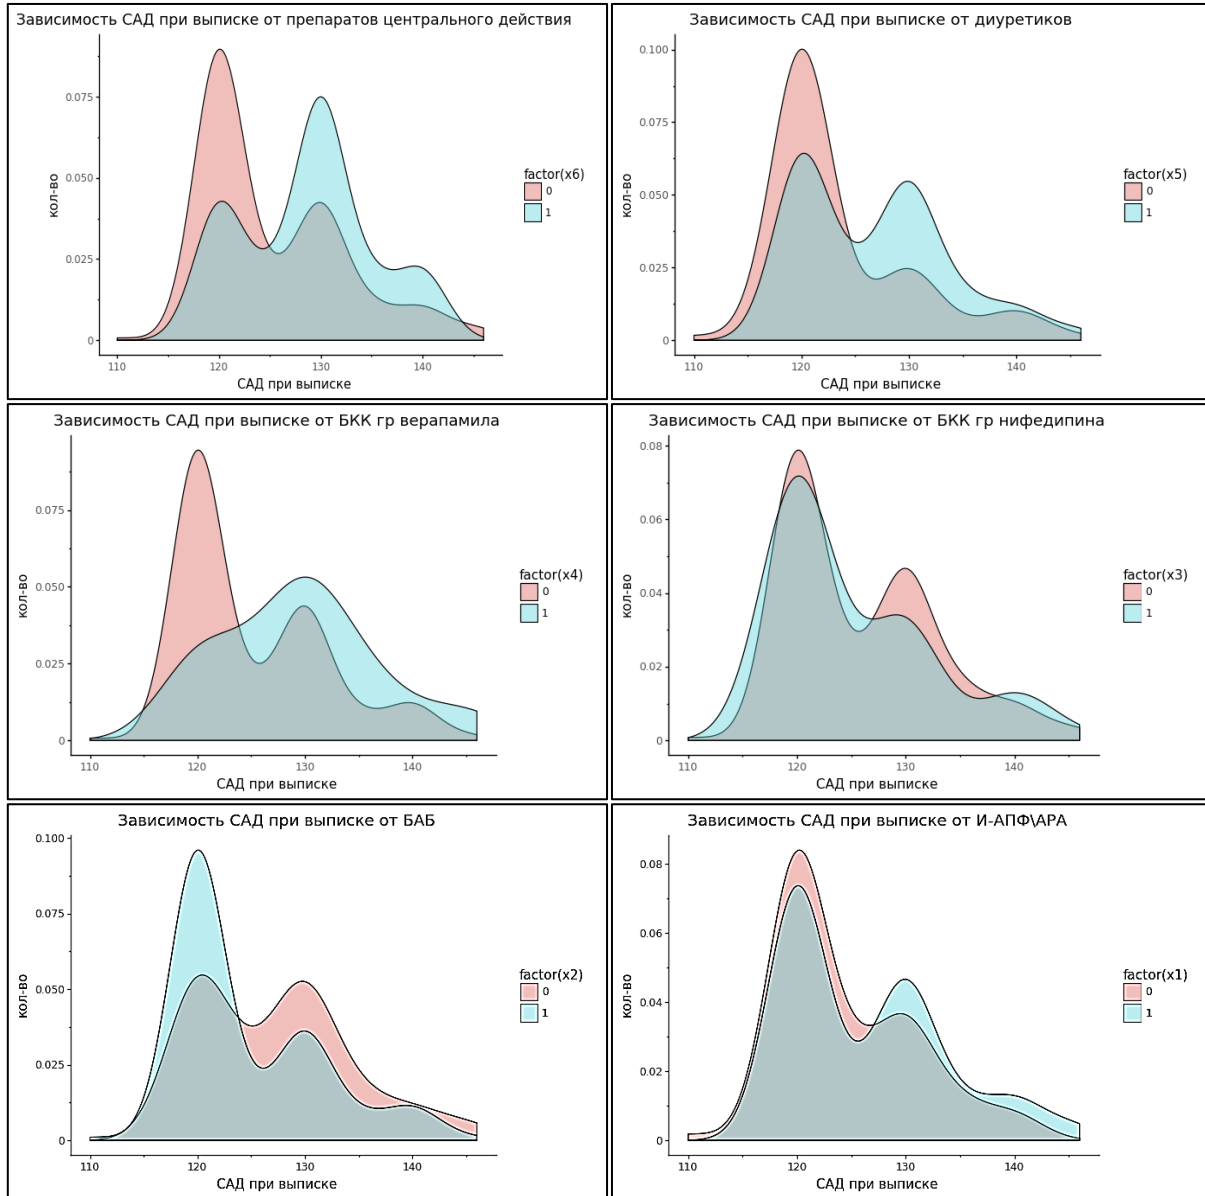 Зависимость САД при выписке от препаратов центрального действия
кол-во
0.075
0.050
0.025
0
110 120 130 140
САД при выписке
factor(x6)
0
1
Зависимость САД при выписке от диуретиков
кол-во
0.100
0.075
0.050
0.025
0
110 120 130 140
САД при выписке
factor(x5)
0
1
Зависимость САД при выписке от БКК гр верапамила
кол-во
0.075
0.050
0.025
0
110 120 130 140
САД при выписке
factor(x4)
0
1
Зависимость САД при выписке от БКК гр нифедипина
кол-во
0.08
0.06
0.04
0.02
0
110 120 130 140
САД при выписке
factor(x3)
0
1
Зависимость САД при выписке от БАБ
кол-во
0.100
0.075
0.050
0.025
0
110 120 130 140
САД при выписке
factor(x2)
0
1
Зависимость САД при выписке от И-АПФ\АРА
кол-во
0.08
0.06
0.04
0.02
0
110 120 130 140
САД при выписке
factor(x1)
0
1